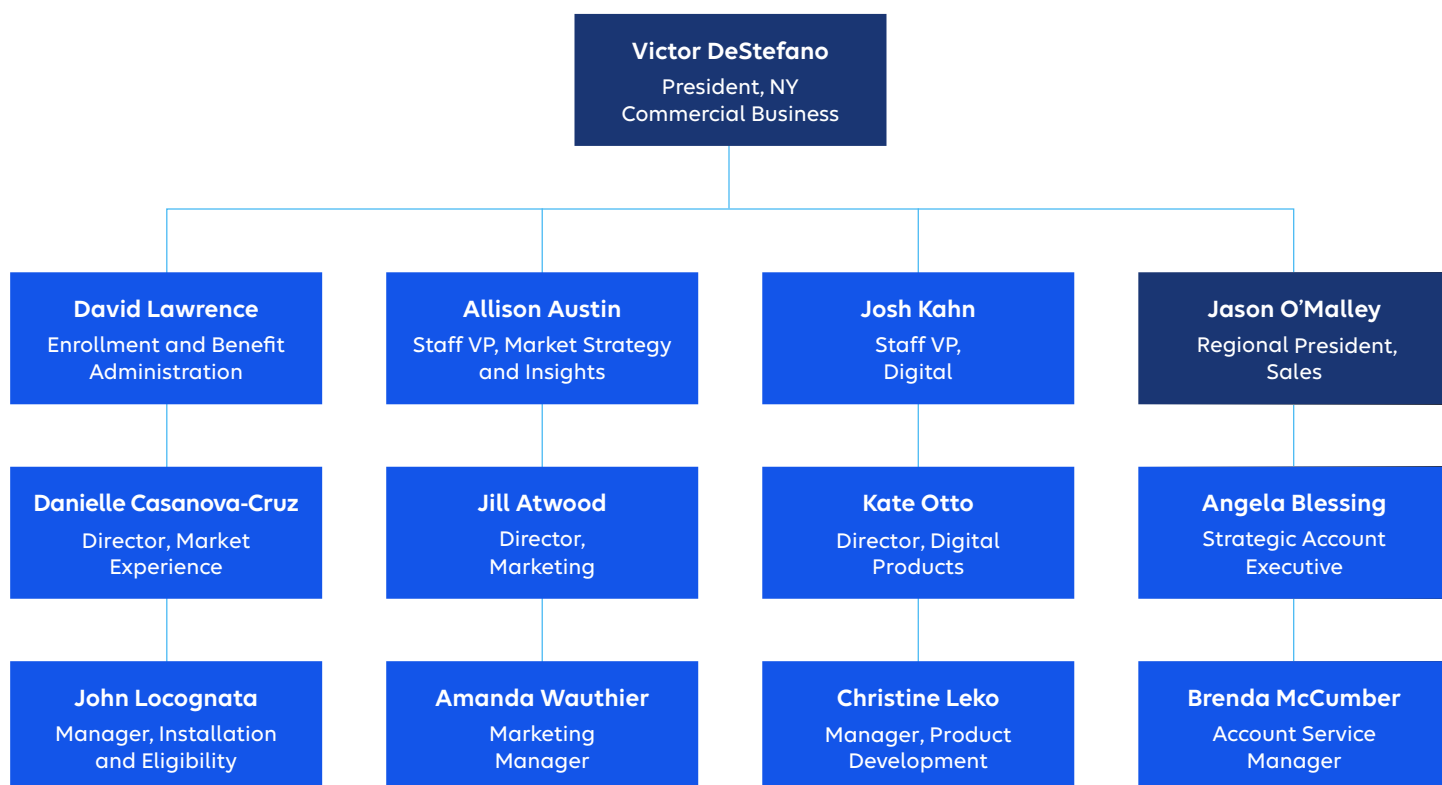 Victor DeStefano
President, NY
Commercial Business
David Lawrence
Enrollment and Benefit
Administration
Allison Austin
Staff VP, Market Strategy
and Insights
Josh Kahn
Staff VP,
Digital
Jason O’Malley
Regional President,
Sales
Danielle Casanova-Cruz
Director, Market
Experience
Jill Atwood
Director,
Marketing
Kate Otto
Director, Digital
Products
Angela Blessing
Strategic Account
Executive
John Locognata
Manager, Installation
and Eligibility
Amanda Wauthier
Marketing
Manager
Christine Leko
Manager, Product
Development
Brenda McCumber
Account Service
Manager